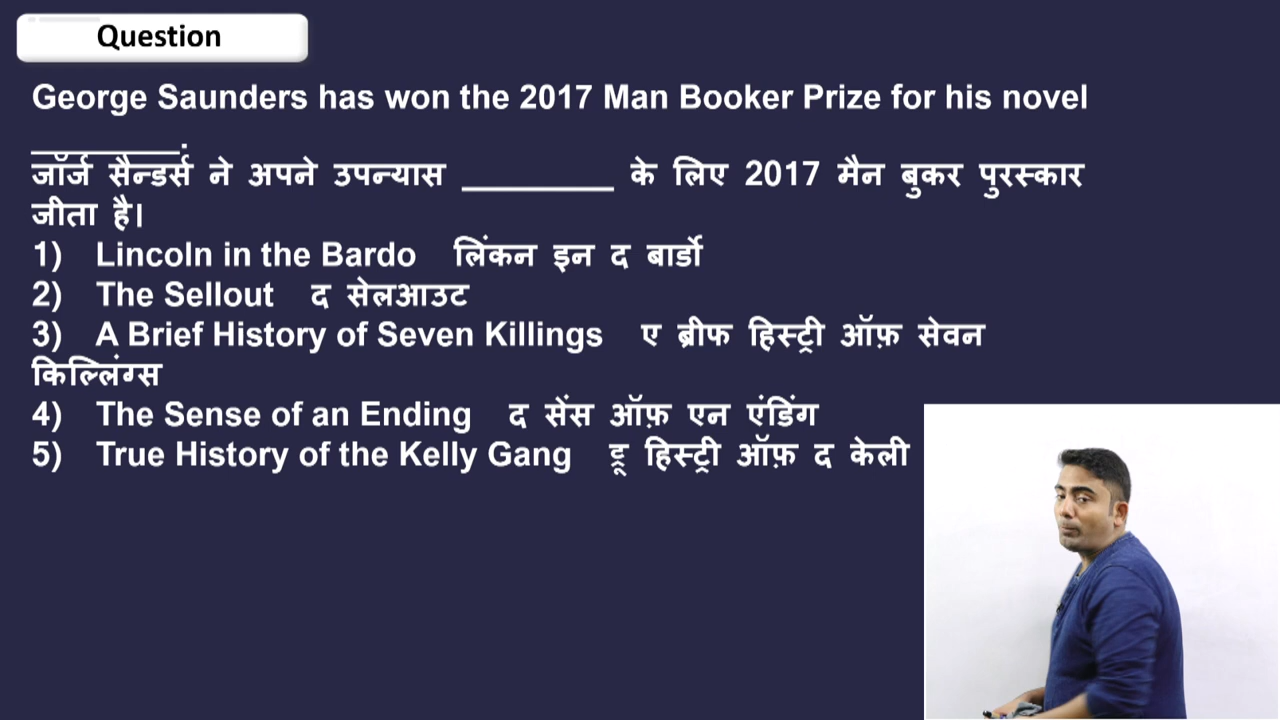 Question
George Saunders has won the 2017 Man Booker Prize for his novel
________.
जॉर्ज सैन्डर्स ने अपने उपन्यास ________ के लिए 2017 मैन बुकर पुरस्कार
जीता है।
1) Lincoln in the Bardo लिंकन इन द बार्डो
2) The Sellout द सेलआउट
3) A Brief History of Seven Killings ए ब्रीफ हिस्ट्री ऑफ़ सेवन
किल्लिंग्स
4) The Sense of an Ending द सेंस ऑफ़ एन एंडिंग
5) True History of the Kelly Gang ट्रू हिस्ट्री ऑफ़ द केली